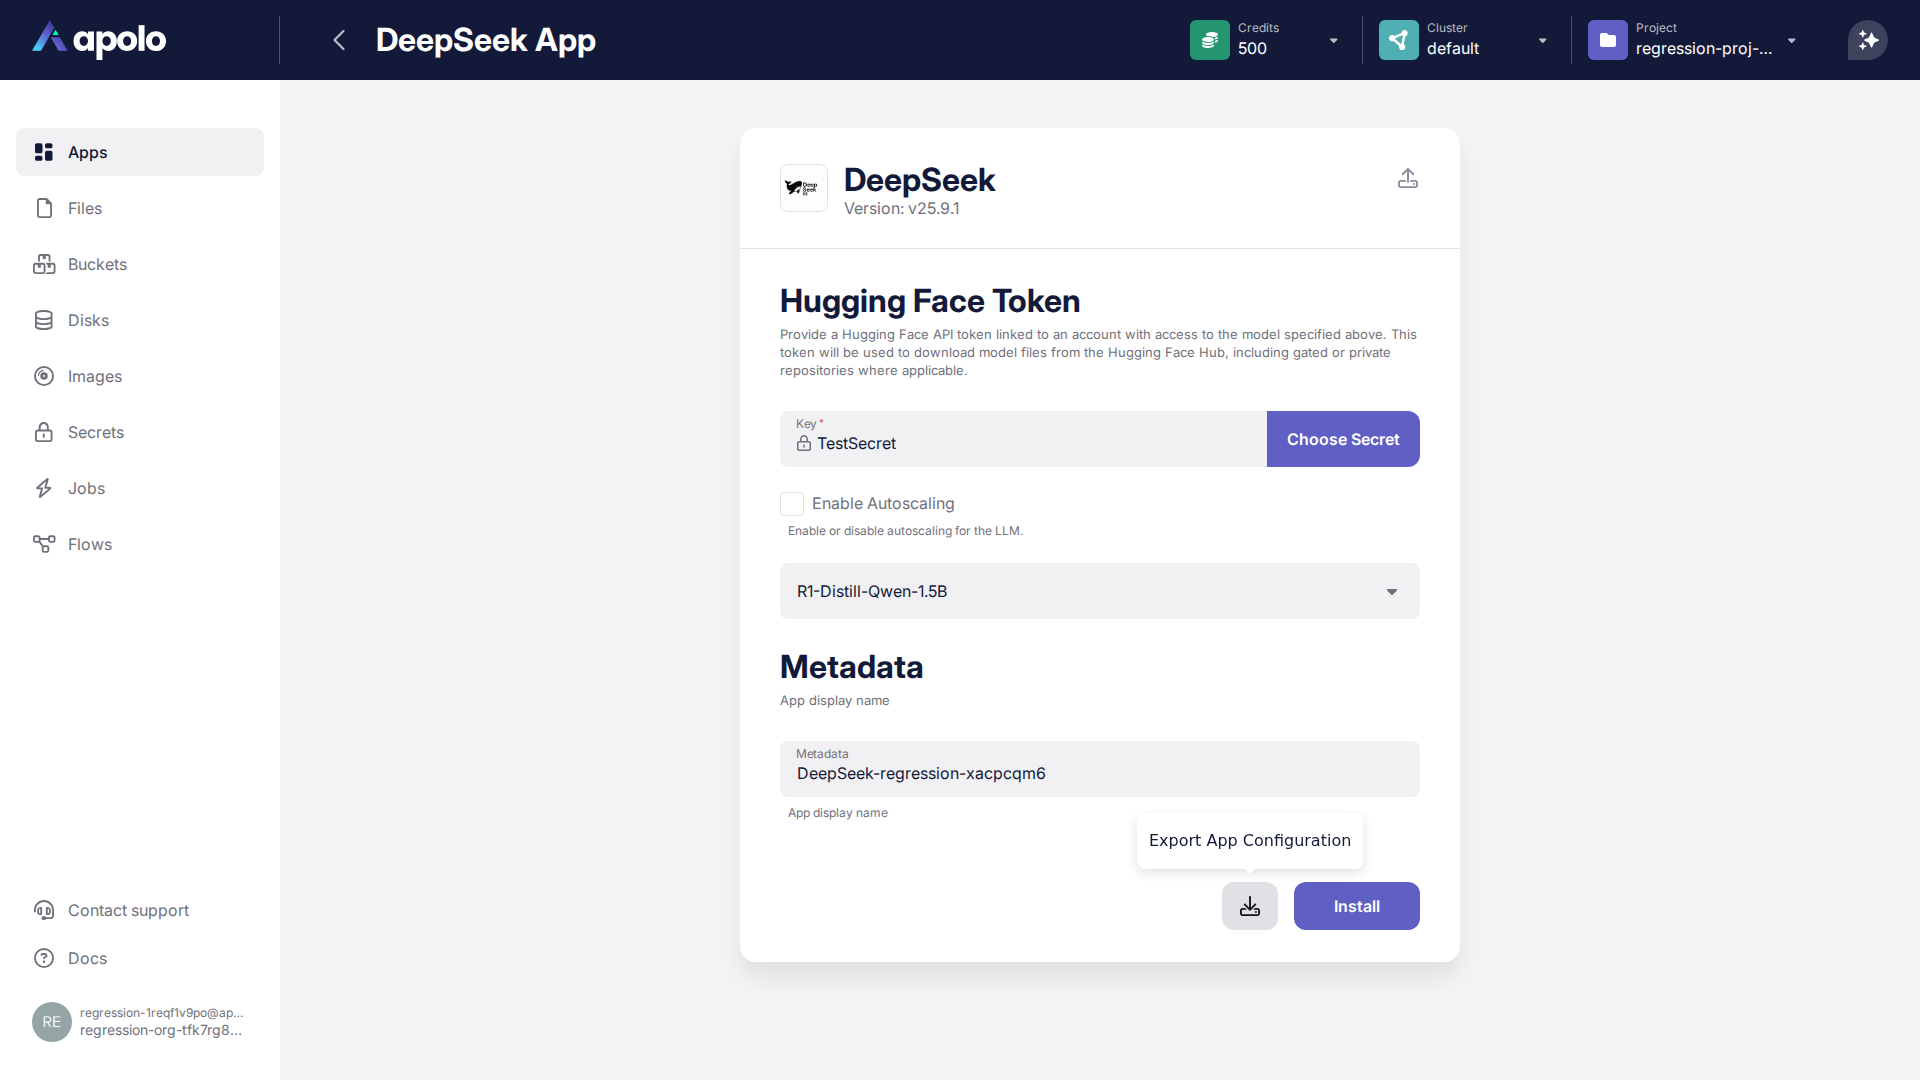 apolo
DeepSeek App
Credits
500
Cluster
default
Project
regression-proj-...
Apps
Files
Buckets
Disks
Images
Secrets
Jobs
Flows
Contact support
Docs
RE
regression-1reqf1v9po@ap...
regression-org-tfk7rg8...
deep
seek
DeepSeek
Version: v25.9.1
Hugging Face Token
Provide a Hugging Face API token linked to an account with access to the model specified above. This
token will be used to download model files from the Hugging Face Hub, including gated or private
repositories where applicable.
Key *
TestSecret
Choose Secret
Enable Autoscaling
Enable or disable autoscaling for the LLM.
R1-Distill-Qwen-1.5B
Metadata
App display name
Metadata
DeepSeek-regression-xacpcqm6
App display name
Export App Configuration
Install